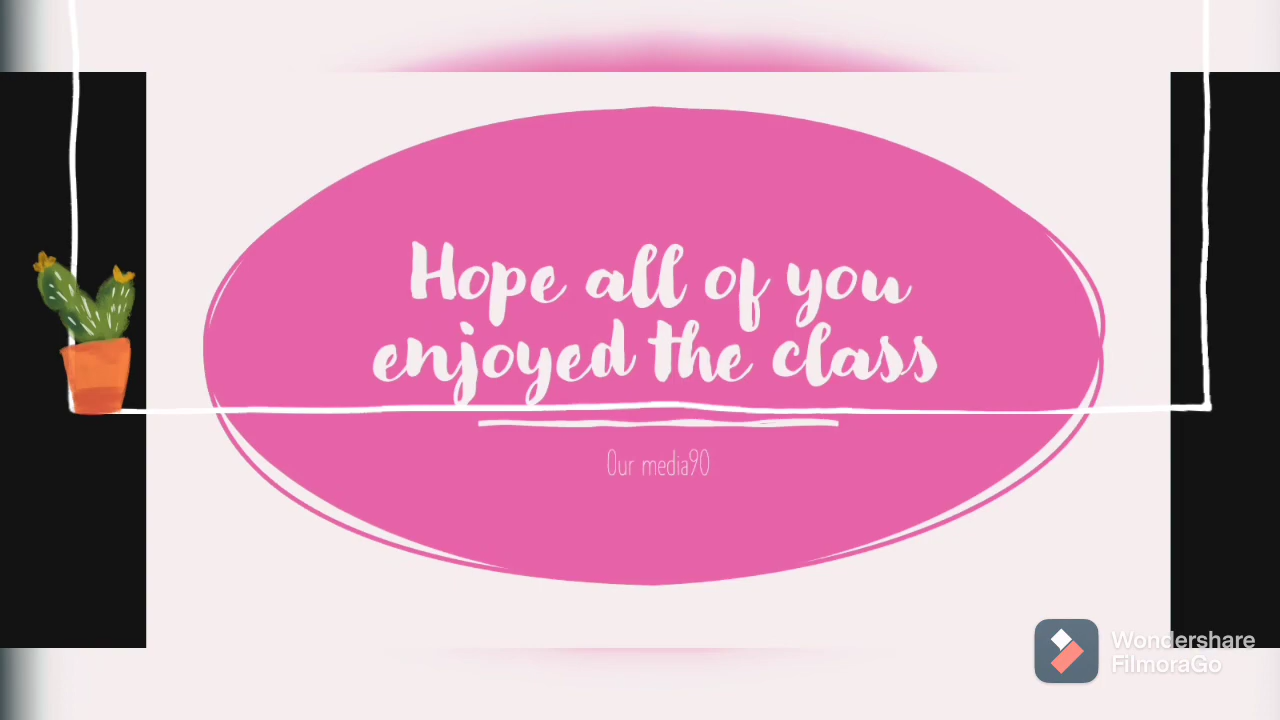 Hope all of you
enjoyed the class
Our media90
Wondershare
FilmoraGo